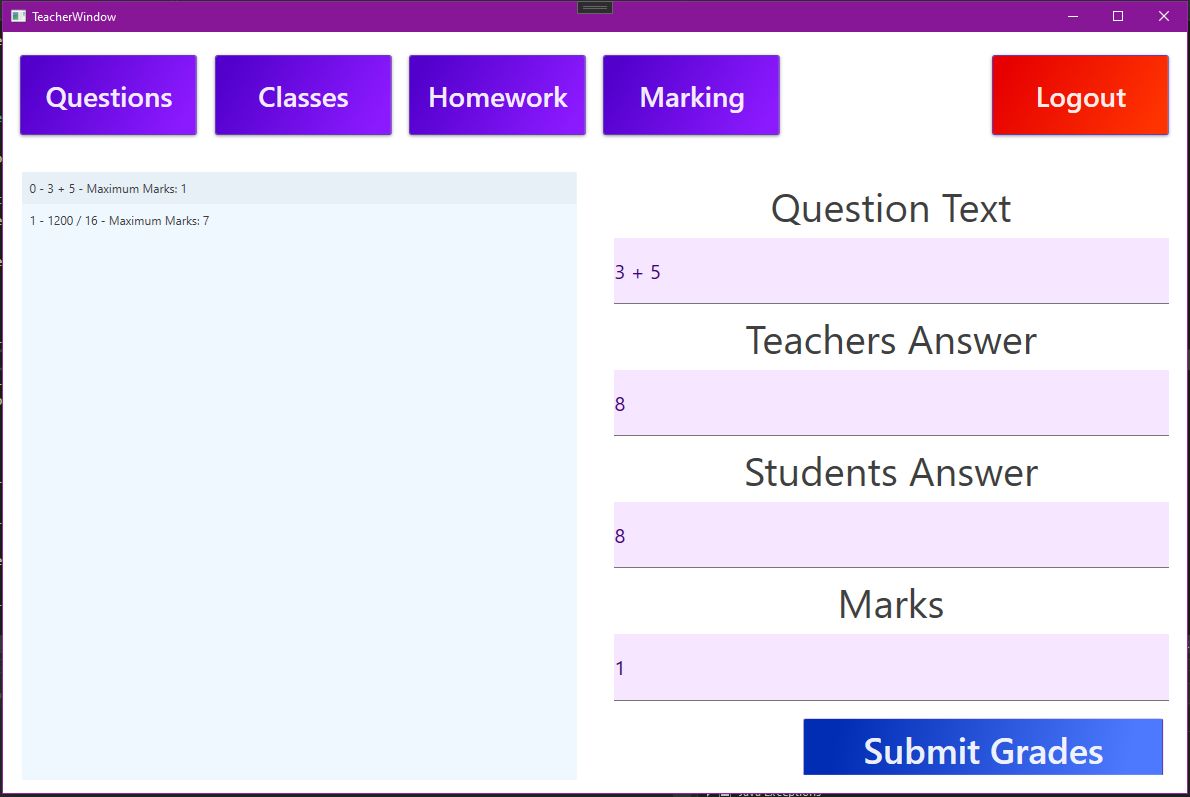 TeacherWindow
Questions Classes Homework Marking Logout
0 - 3 + 5 - Maximum Marks: 1
1 - 1200 / 16 - Maximum Marks: 7
Question Text
3 + 5
Teachers Answer
8
Students Answer
8
Marks
1
Submit Grades